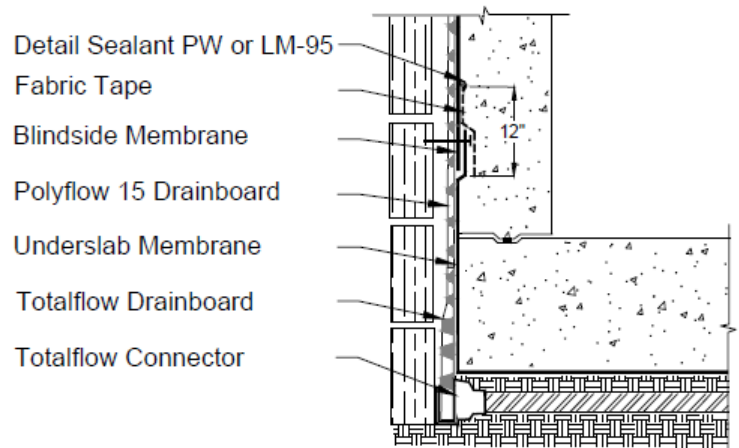 Detail Sealant PW or LM-95
Fabric Tape
Blindside Membrane
Polyflow 15 Drainboard
Underslab Membrane
Totalflow Drainboard
Totalflow Connector
12"